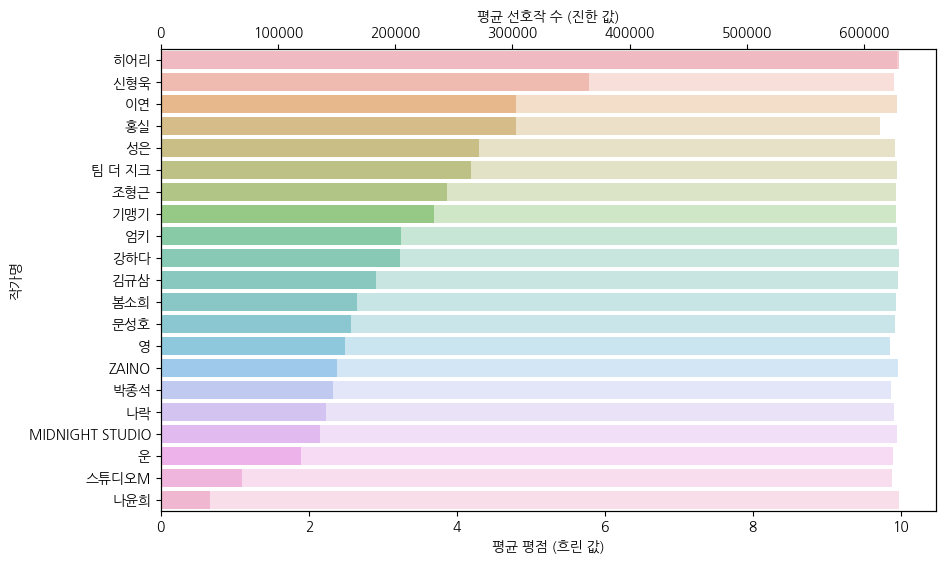 평균 선호작 수 (진한 값)
0 100000 200000 300000 400000 500000 600000
히어리
신형욱
이연
홍실
성은
팀 더 지크
조형근
기맹기
엄키
강하다
김규삼
봄소희
문성호
영
ZAINO
박종석
나락
MIDNIGHT STUDIO
운
스튜디오M
나윤희
작가명
0 2 4 6 8 10
평균 평점 (흐린 값)